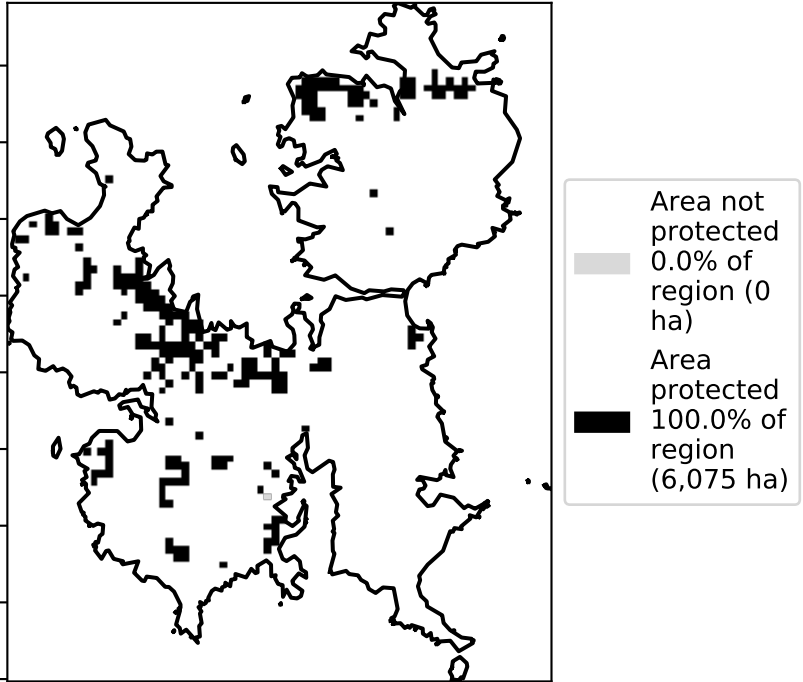 Area not
protected
0.0% of
region (0
ha)
Area
protected
100.0% of
region
(6,075 ha)